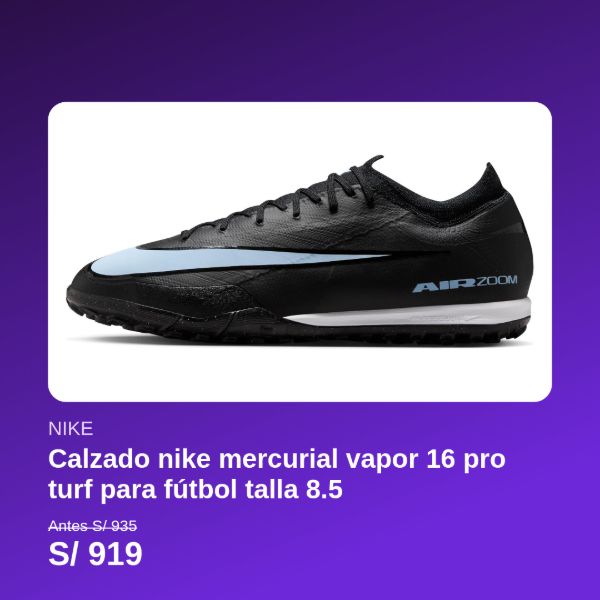 AIRZOOM
NIKE
Calzado nike mercurial vapor 16 pro
turf para fútbol talla 8.5
Antes S/ 935
S/ 919